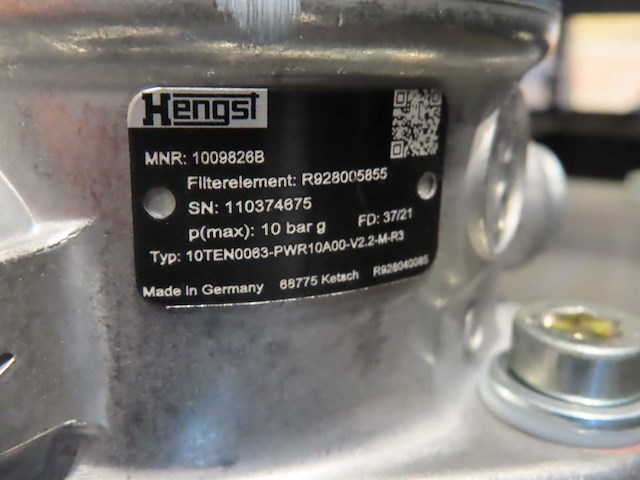 Hengst
MNR: 1009826B
Filterelement: R928005855
SN: 110374675
p(max): 10 bar g FD: 37/21
Typ: 10TEN0063-PWR10A00-V2.2-M-R3
Made in Germany 68775 Ketsch R928040085